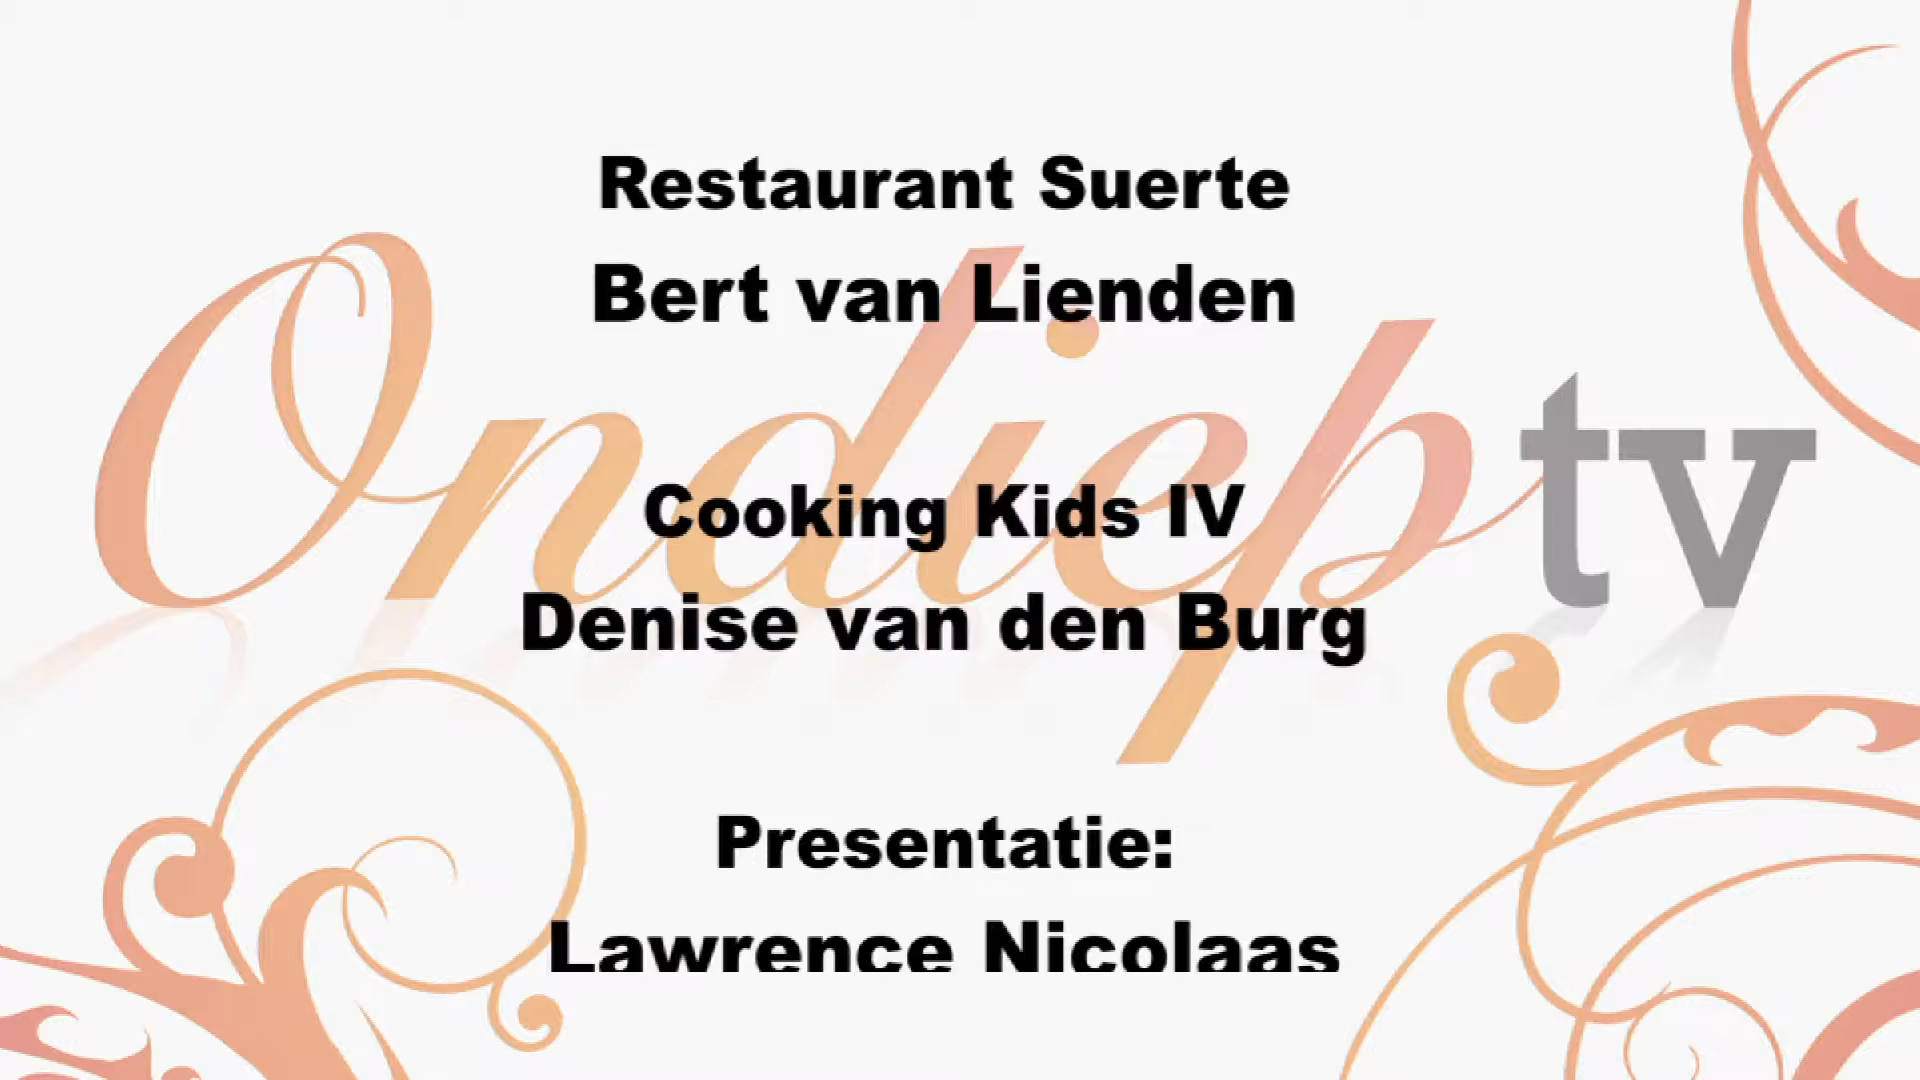 Restaurant Suerte
Bert van Lienden
Ondiep tv
Cooking Kids IV
Denise van den Burg
Presentatie:
Lawrence Nicolaas